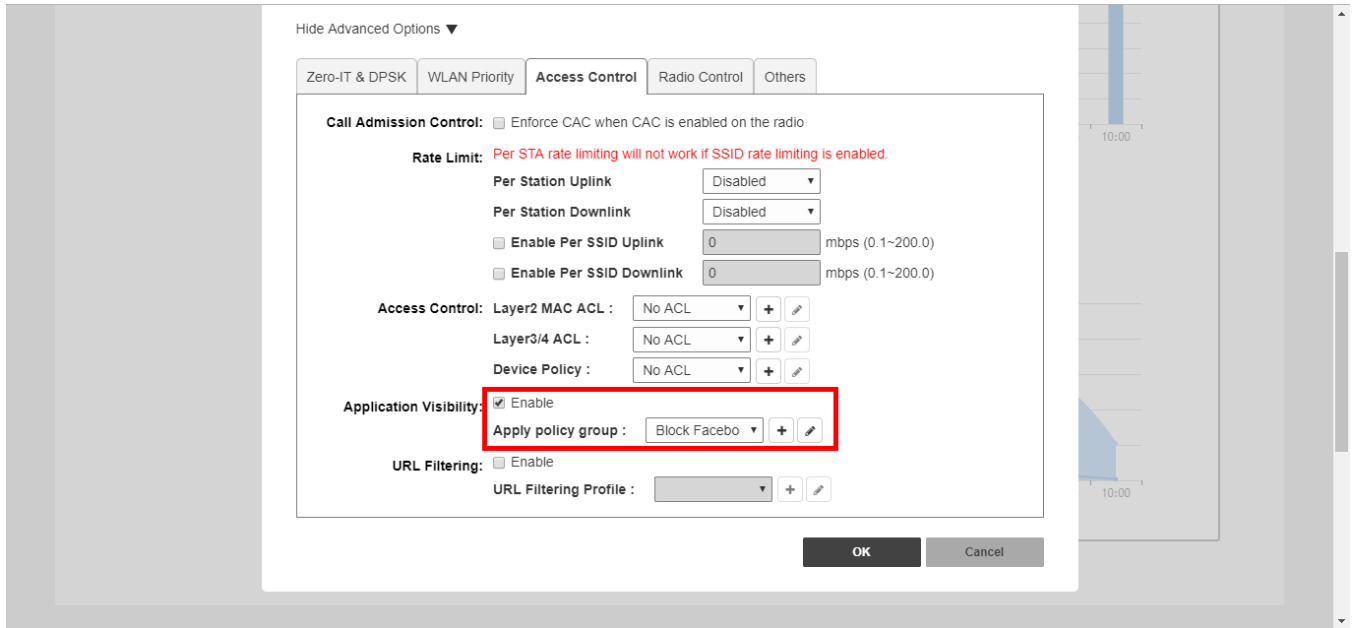 Hide Advanced Options ▼
Zero-IT & DPSK WLAN Priority Access Control Radio Control Others
Call Admission Control: Enforce CAC when CAC is enabled on the radio
Rate Limit: Per STA rate limiting will not work if SSID rate limiting is enabled.
Per Station Uplink Disabled
Per Station Downlink Disabled
Enable Per SSID Uplink 0 mbps (0.1~200.0)
Enable Per SSID Downlink 0 mbps (0.1~200.0)
Access Control: Layer2 MAC ACL : No ACL
Layer3/4 ACL : No ACL
Device Policy : No ACL
Application Visibility: Enable
Apply policy group : Block Facebo
URL Filtering: Enable
URL Filtering Profile :
OK Cancel
10:00
10:00